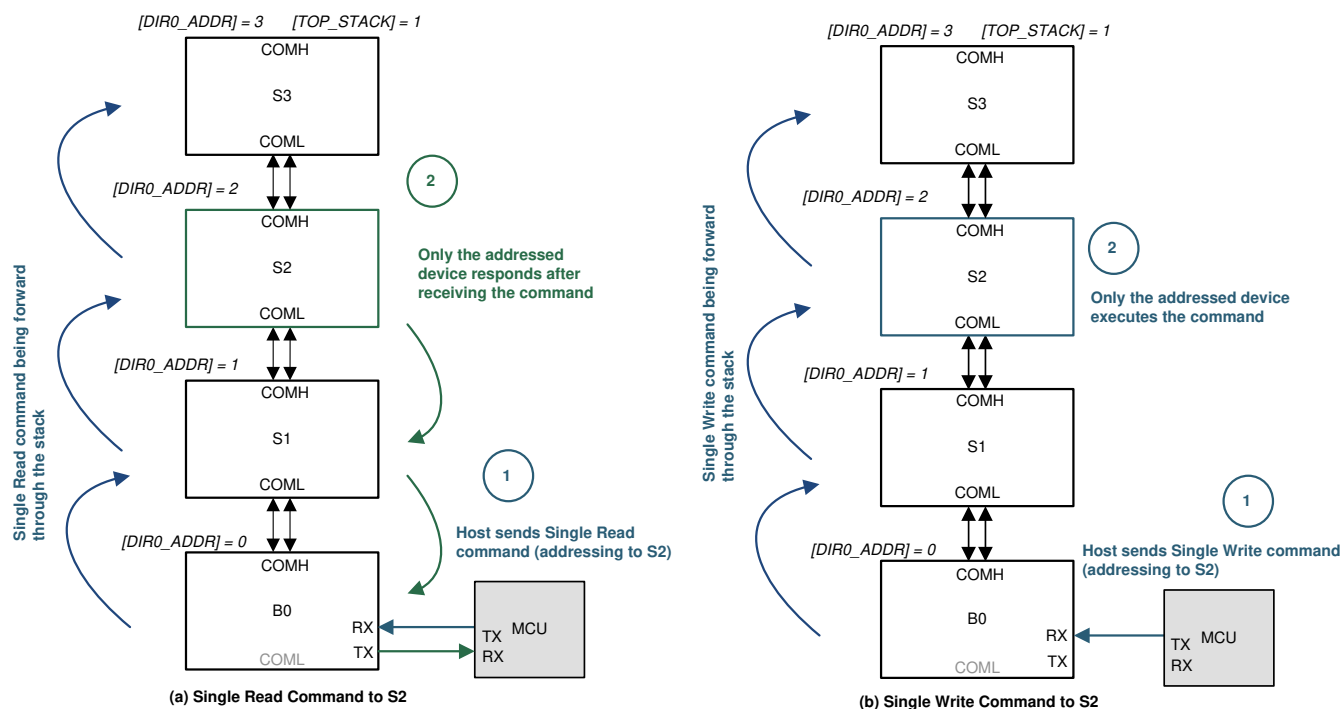 [DIR0_ADDR] = 3 [TOP_STACK] = 1
COMH
S3
COML
[DIR0_ADDR] = 2
2
COMH
S2
COML
Only the addressed
device responds after
receiving the command
[DIR0_ADDR] = 1
COMH
S1
COML
1
Host sends Single Read
command (addressing to S2)
[DIR0_ADDR] = 0
COMH
B0
RX
TX
COML
TX
MCU
RX
Single Read command being forward
through the stack
(a) Single Read Command to S2
[DIR0_ADDR] = 3 [TOP_STACK] = 1
COMH
S3
COML
[DIR0_ADDR] = 2
2
COMH
S2
COML
Only the addressed device
executes the command
[DIR0_ADDR] = 1
COMH
S1
COML
1
Host sends Single Write command
(addressing to S2)
[DIR0_ADDR] = 0
COMH
B0
RX
TX
COML
TX
MCU
RX
Single Write command being forward
through the stack
(b) Single Write Command to S2